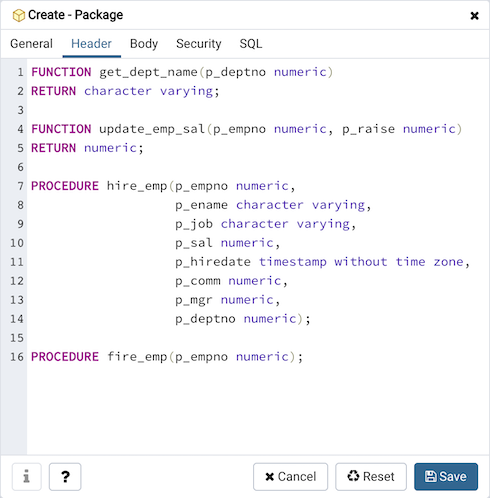 Create - Package
General Header Body Security SQL
1 FUNCTION get_dept_name(p_deptno numeric)
2 RETURN character varying;
3
4 FUNCTION update_emp_sal(p_empno numeric, p_raise numeric)
5 RETURN numeric;
6
7 PROCEDURE hire_emp(p_empno numeric,
8 p_ename character varying,
9 p_job character varying,
10 p_sal numeric,
11 p_hiredate timestamp without time zone,
12 p_comm numeric,
13 p_mgr numeric,
14 p_deptno numeric);
15
16 PROCEDURE fire_emp(p_empno numeric);
i ? Cancel Reset Save